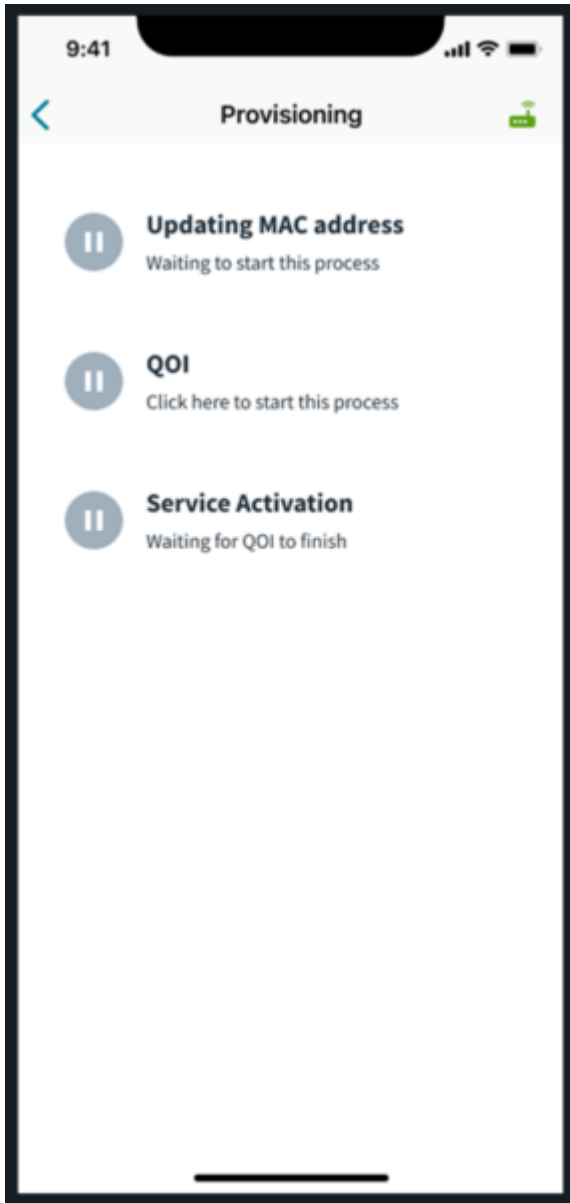 9:41
Provisioning
Updating MAC address
Waiting to start this process
QOI
Click here to start this process
Service Activation
Waiting for QOI to finish